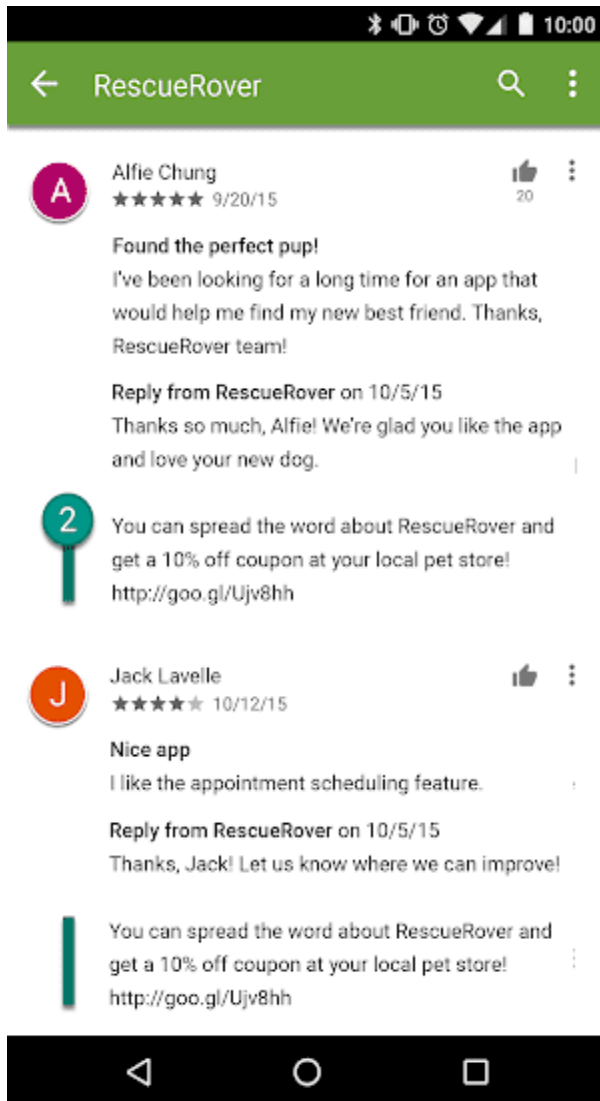 10:00
RescueRover
A
Alfie Chung
20
9/20/15
Found the perfect pup!
I've been looking for a long time for an app that
would help me find my new best friend. Thanks,
RescueRover team!
Reply from RescueRover on 10/5/15
Thanks so much, Alfie! We're glad you like the app
and love your new dog.
2
You can spread the word about RescueRover and
get a 10% off coupon at your local pet store!
http://goo.gl/Ujv8hh
J
Jack Lavelle
10/12/15
Nice app
I like the appointment scheduling feature.
Reply from RescueRover on 10/5/15
Thanks, Jack! Let us know where we can improve!
You can spread the word about RescueRover and
get a 10% off coupon at your local pet store!
http://goo.gl/Ujv8hh